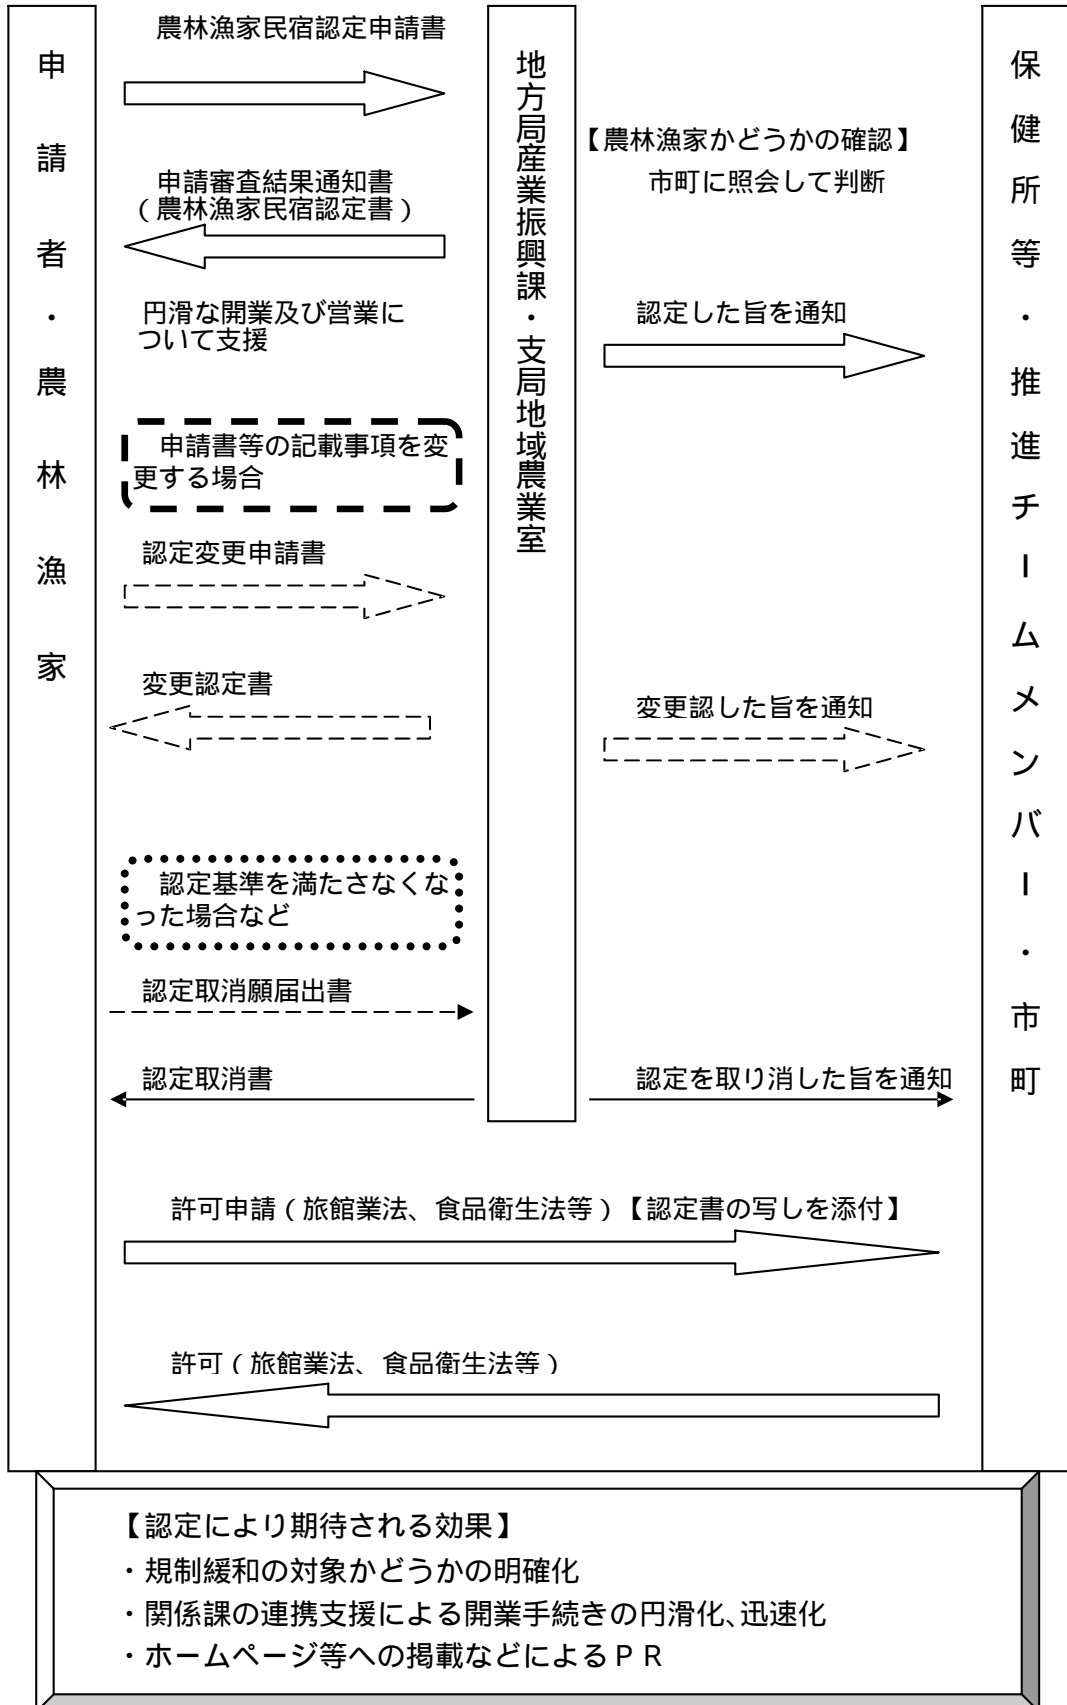 申請者・農林漁家
農林漁家民宿認定申請書
申請審査結果通知書
（農林漁家民宿認定書）
円滑な開業及び営業に
ついて支援
申請書等の記載事項を変
更する場合
認定変更申請書
変更認定書
認定基準を満たさなくな
った場合など
認定取消願届出書
認定取消書
地方局産業振興課・支局地域農業室
【農林漁家かどうかの確認】
市町に照会して判断
認定した旨を通知
変更認した旨を通知
認定を取り消した旨を通知
保健所等・推進チームメンバー・市町
許可申請（旅館業法、食品衛生法等）【認定書の写しを添付】
許可（旅館業法、食品衛生法等）
【認定により期待される効果】
・規制緩和の対象かどうかの明確化
・関係課の連携支援による開業手続きの円滑化、迅速化
・ホームページ等への掲載などによるＰＲ